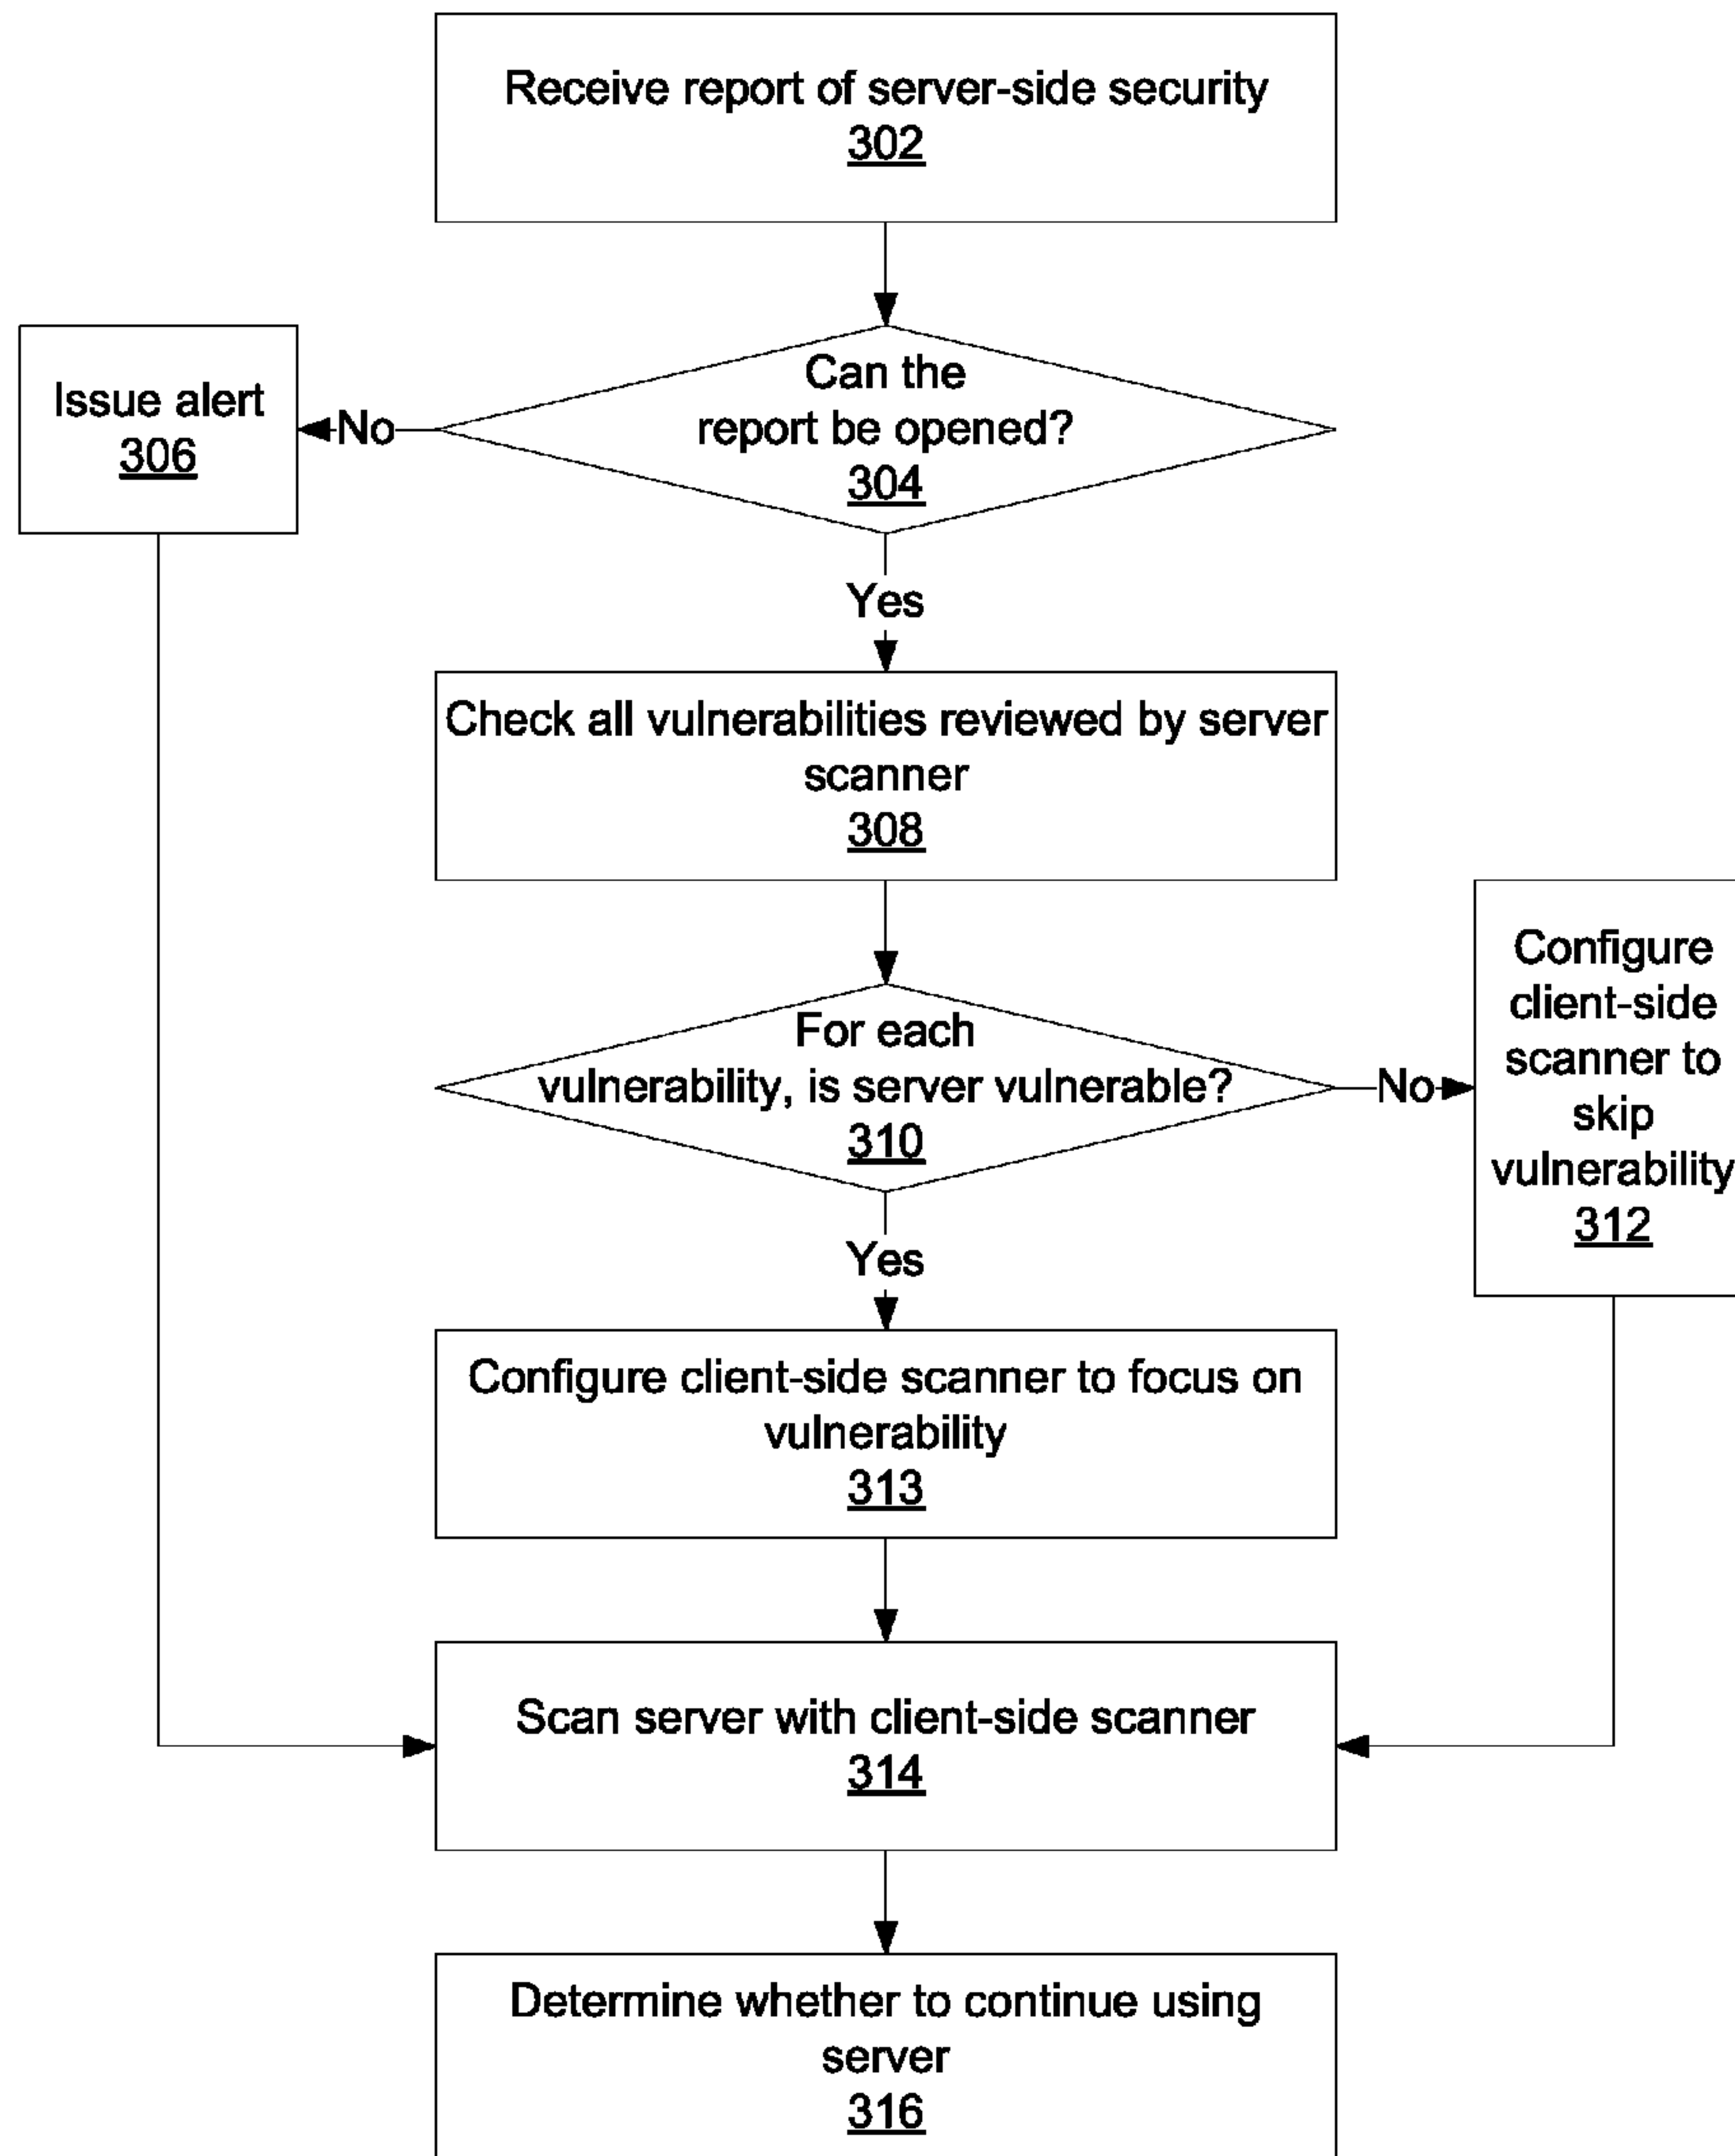 Receive report of server-side security
302
Can the
report be opened?
304
No
Issue alert
306
Yes
Check all vulnerabilities reviewed by server
scanner
308
For each
vulnerability, is server vulnerable?
310
No
Configure
client-side
scanner to
skip
vulnerability
312
Yes
Configure client-side scanner to focus on
vulnerability
313
Scan server with client-side scanner
314
Determine whether to continue using
server
316